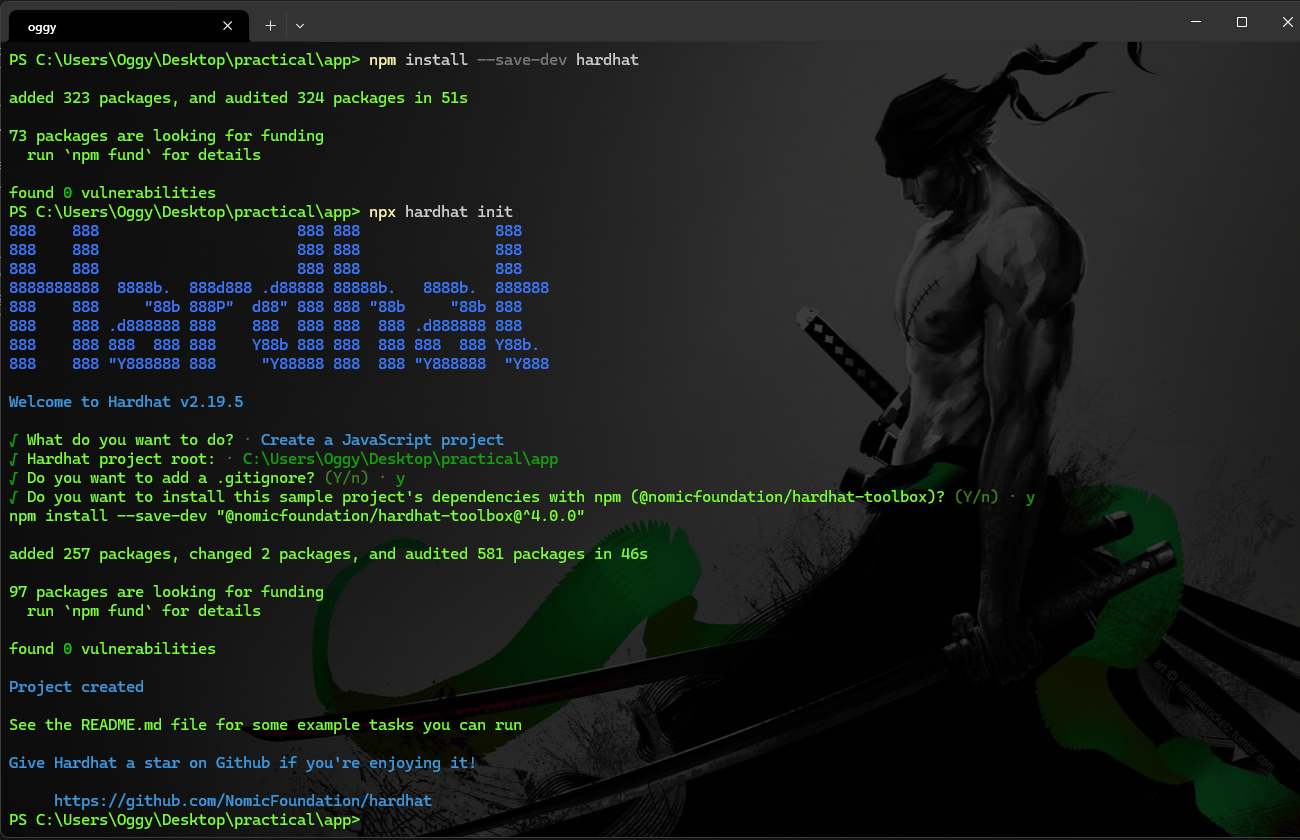 oggy
PS C:\Users\Oggy\Desktop\practical\app> npm install --save-dev hardhat
added 323 packages, and audited 324 packages in 51s
73 packages are looking for funding
  run `npm fund` for details
found 0 vulnerabilities
PS C:\Users\Oggy\Desktop\practical\app> npx hardhat init
888    888                      888 888               888
888    888                      888 888               888
888    888                      888 888               888
8888888888  8888b.  888d888 .d88888 88888b.   8888b.  888888
888    888     "88b 888P"  d88" 888 888 "88b     "88b 888
888    888 .d888888 888    888  888 888  888 .d888888 888
888    888 888  888 888    Y88b 888 888  888 888  888 Y88b.
888    888 "Y888888 888     "Y88888 888  888 "Y888888  "Y888
Welcome to Hardhat v2.19.5
√ What do you want to do? · Create a JavaScript project
√ Hardhat project root: · C:\Users\Oggy\Desktop\practical\app
√ Do you want to add a .gitignore? (Y/n) · y
√ Do you want to install this sample project's dependencies with npm (@nomicfoundation/hardhat-toolbox)? (Y/n) · y
npm install --save-dev "@nomicfoundation/hardhat-toolbox@^4.0.0"
added 257 packages, changed 2 packages, and audited 581 packages in 46s
97 packages are looking for funding
  run `npm fund` for details
found 0 vulnerabilities
Project created
See the README.md file for some example tasks you can run
Give Hardhat a star on Github if you're enjoying it!
     https://github.com/NomicFoundation/hardhat
PS C:\Users\Oggy\Desktop\practical\app>
art ©